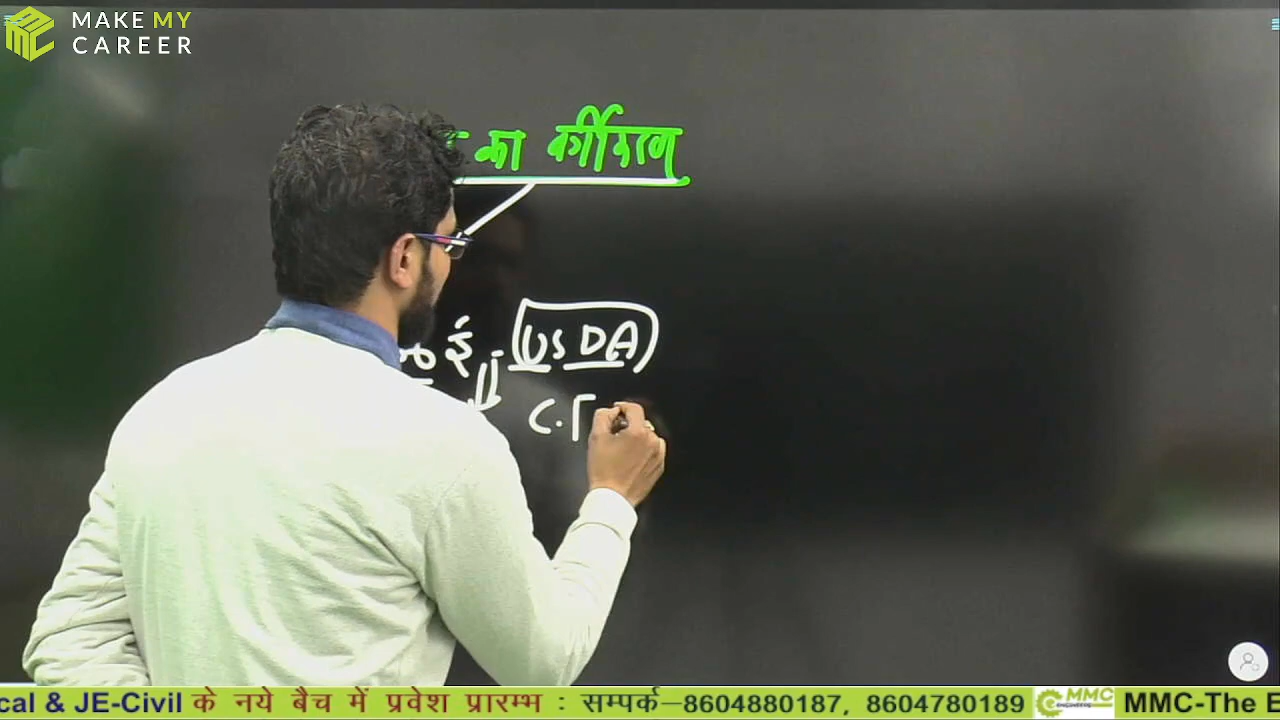 MAKE MY
CAREER
का वर्गीकरण
ई. - USDA
C.
cal & JE-Civil के नये बैच में प्रवेश प्रारम्भ : सम्पर्क–8604880187, 8604780189 MMC ENGINEERS MMC-The E